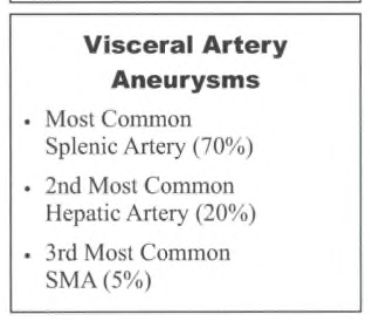 Visceral Artery
Aneurysms
• Most Common
Splenic Artery (70%)
• 2nd Most Common
Hepatic Artery (20%)
• 3rd Most Common
SMA (5%)